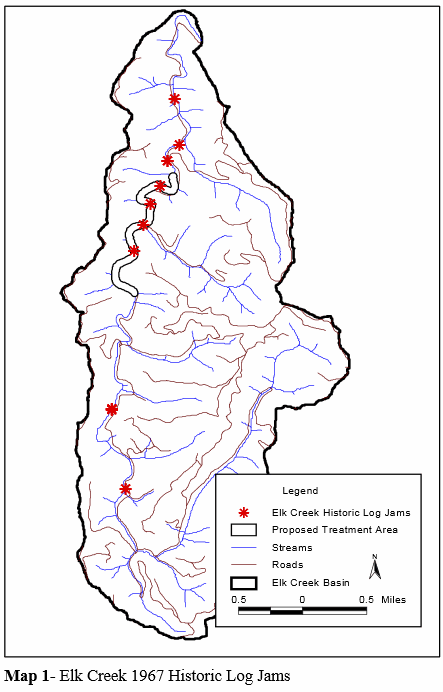 Legend
Elk Creek Historic Log Jams
Proposed Treatment Area
Streams
Roads
Elk Creek Basin
N
0.5 0 0.5 Miles
Map 1- Elk Creek 1967 Historic Log Jams